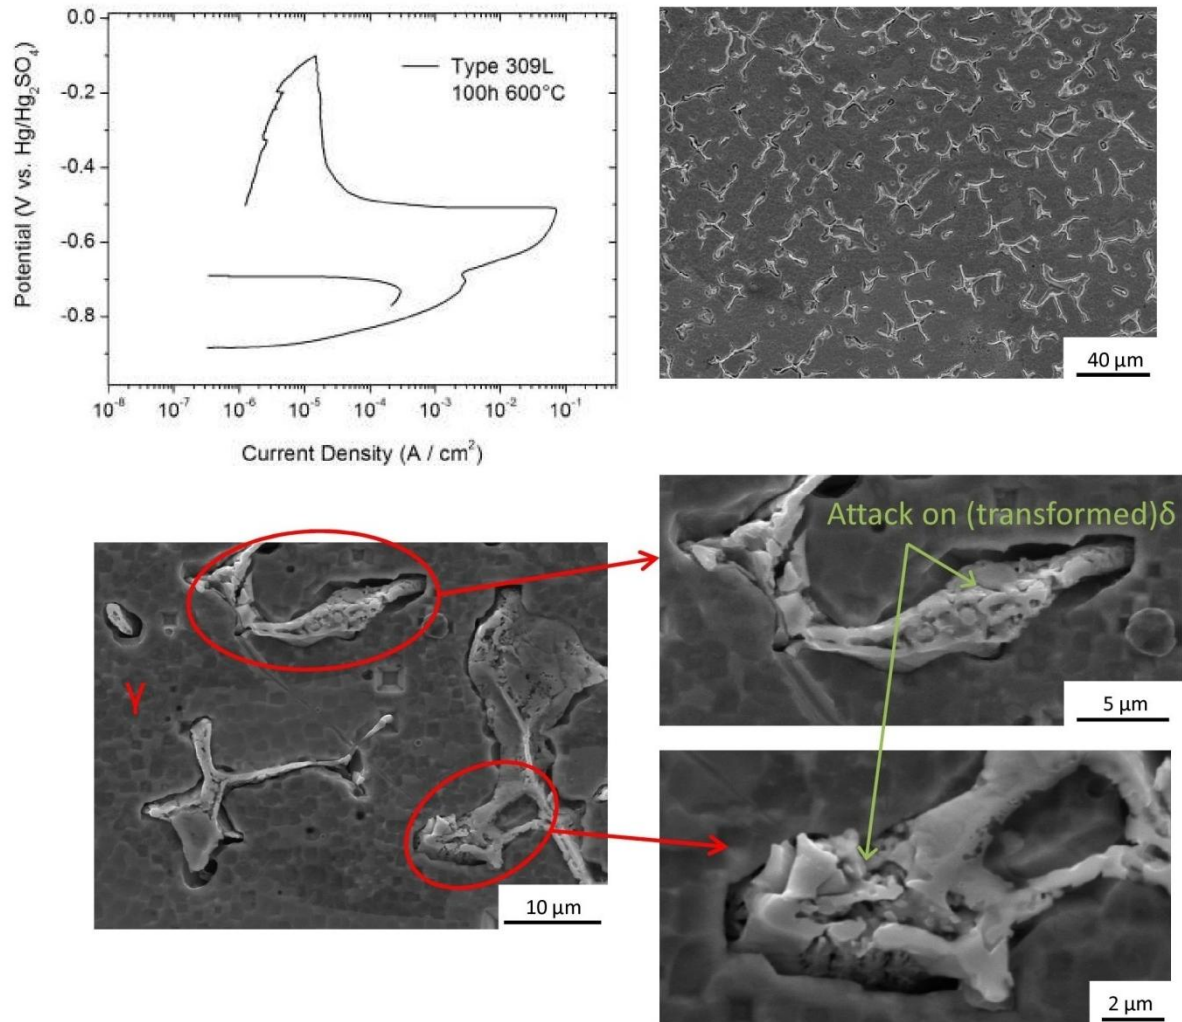 0.0
-0.2
-0.4
-0.6
-0.8
Potential (V vs. Hg/Hg₂SO₄)
Type 309L
100h 600°C
10⁻⁸ 10⁻⁷ 10⁻⁶ 10⁻⁵ 10⁻⁴ 10⁻³ 10⁻² 10⁻¹
Current Density (A / cm²)
40 µm
γ
10 µm
Attack on (transformed)δ
5 µm
2 µm